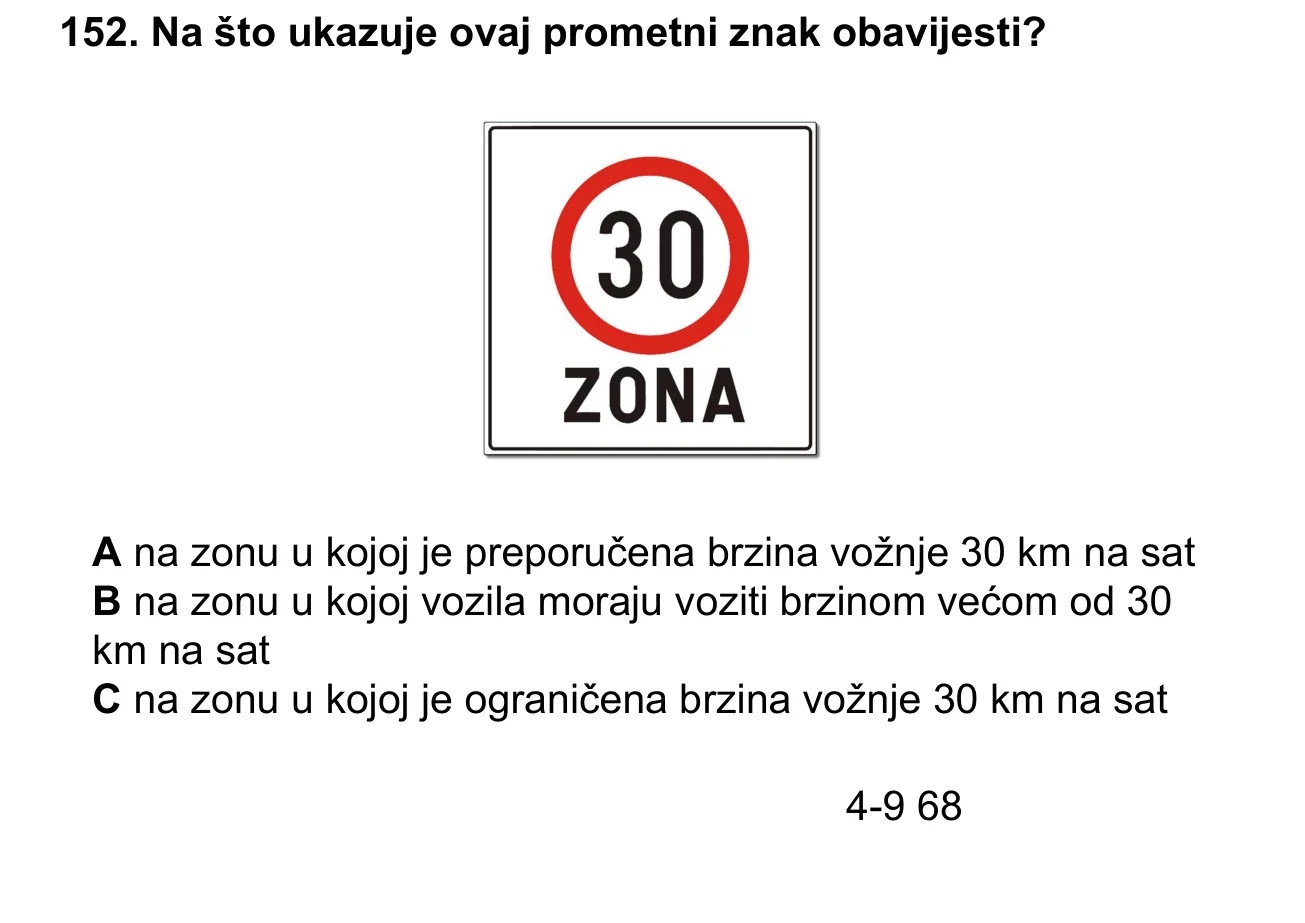 152. Na što ukazuje ovaj prometni znak obavijesti?
30
ZONA
A na zonu u kojoj je preporučena brzina vožnje 30 km na sat
B na zonu u kojoj vozila moraju voziti brzinom većom od 30
km na sat
C na zonu u kojoj je ograničena brzina vožnje 30 km na sat
4-9 68